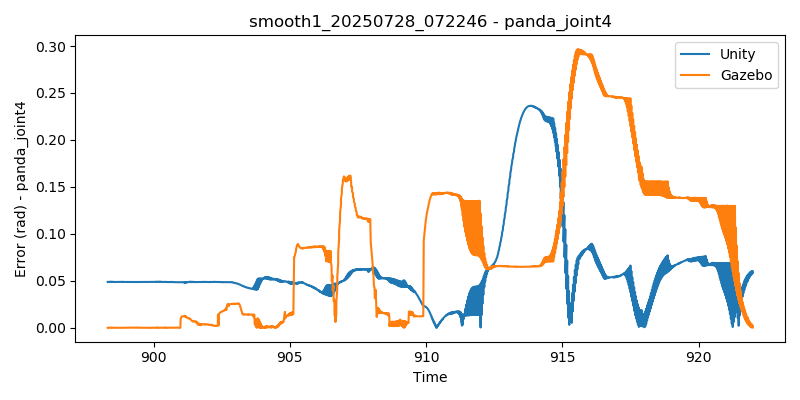 smooth1_20250728_072246 - panda_joint4
Error (rad) - panda_joint4
0.30
0.25
0.20
0.15
0.10
0.05
0.00
Unity
Gazebo
900
905
910
915
920
Time